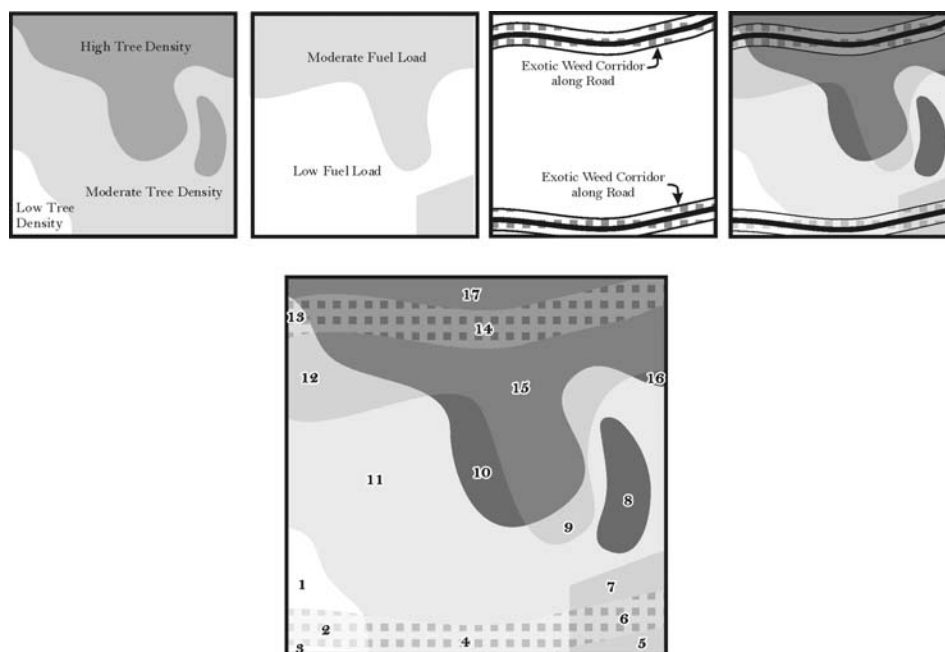 High Tree Density
Moderate Tree Density
Low Tree
Density
Moderate Fuel Load
Low Fuel Load
Exotic Weed Corridor
along Road
Exotic Weed Corridor
along Road
17
13
14
12
15
16
11
10
8
9
1
7
2
6
3
4
5